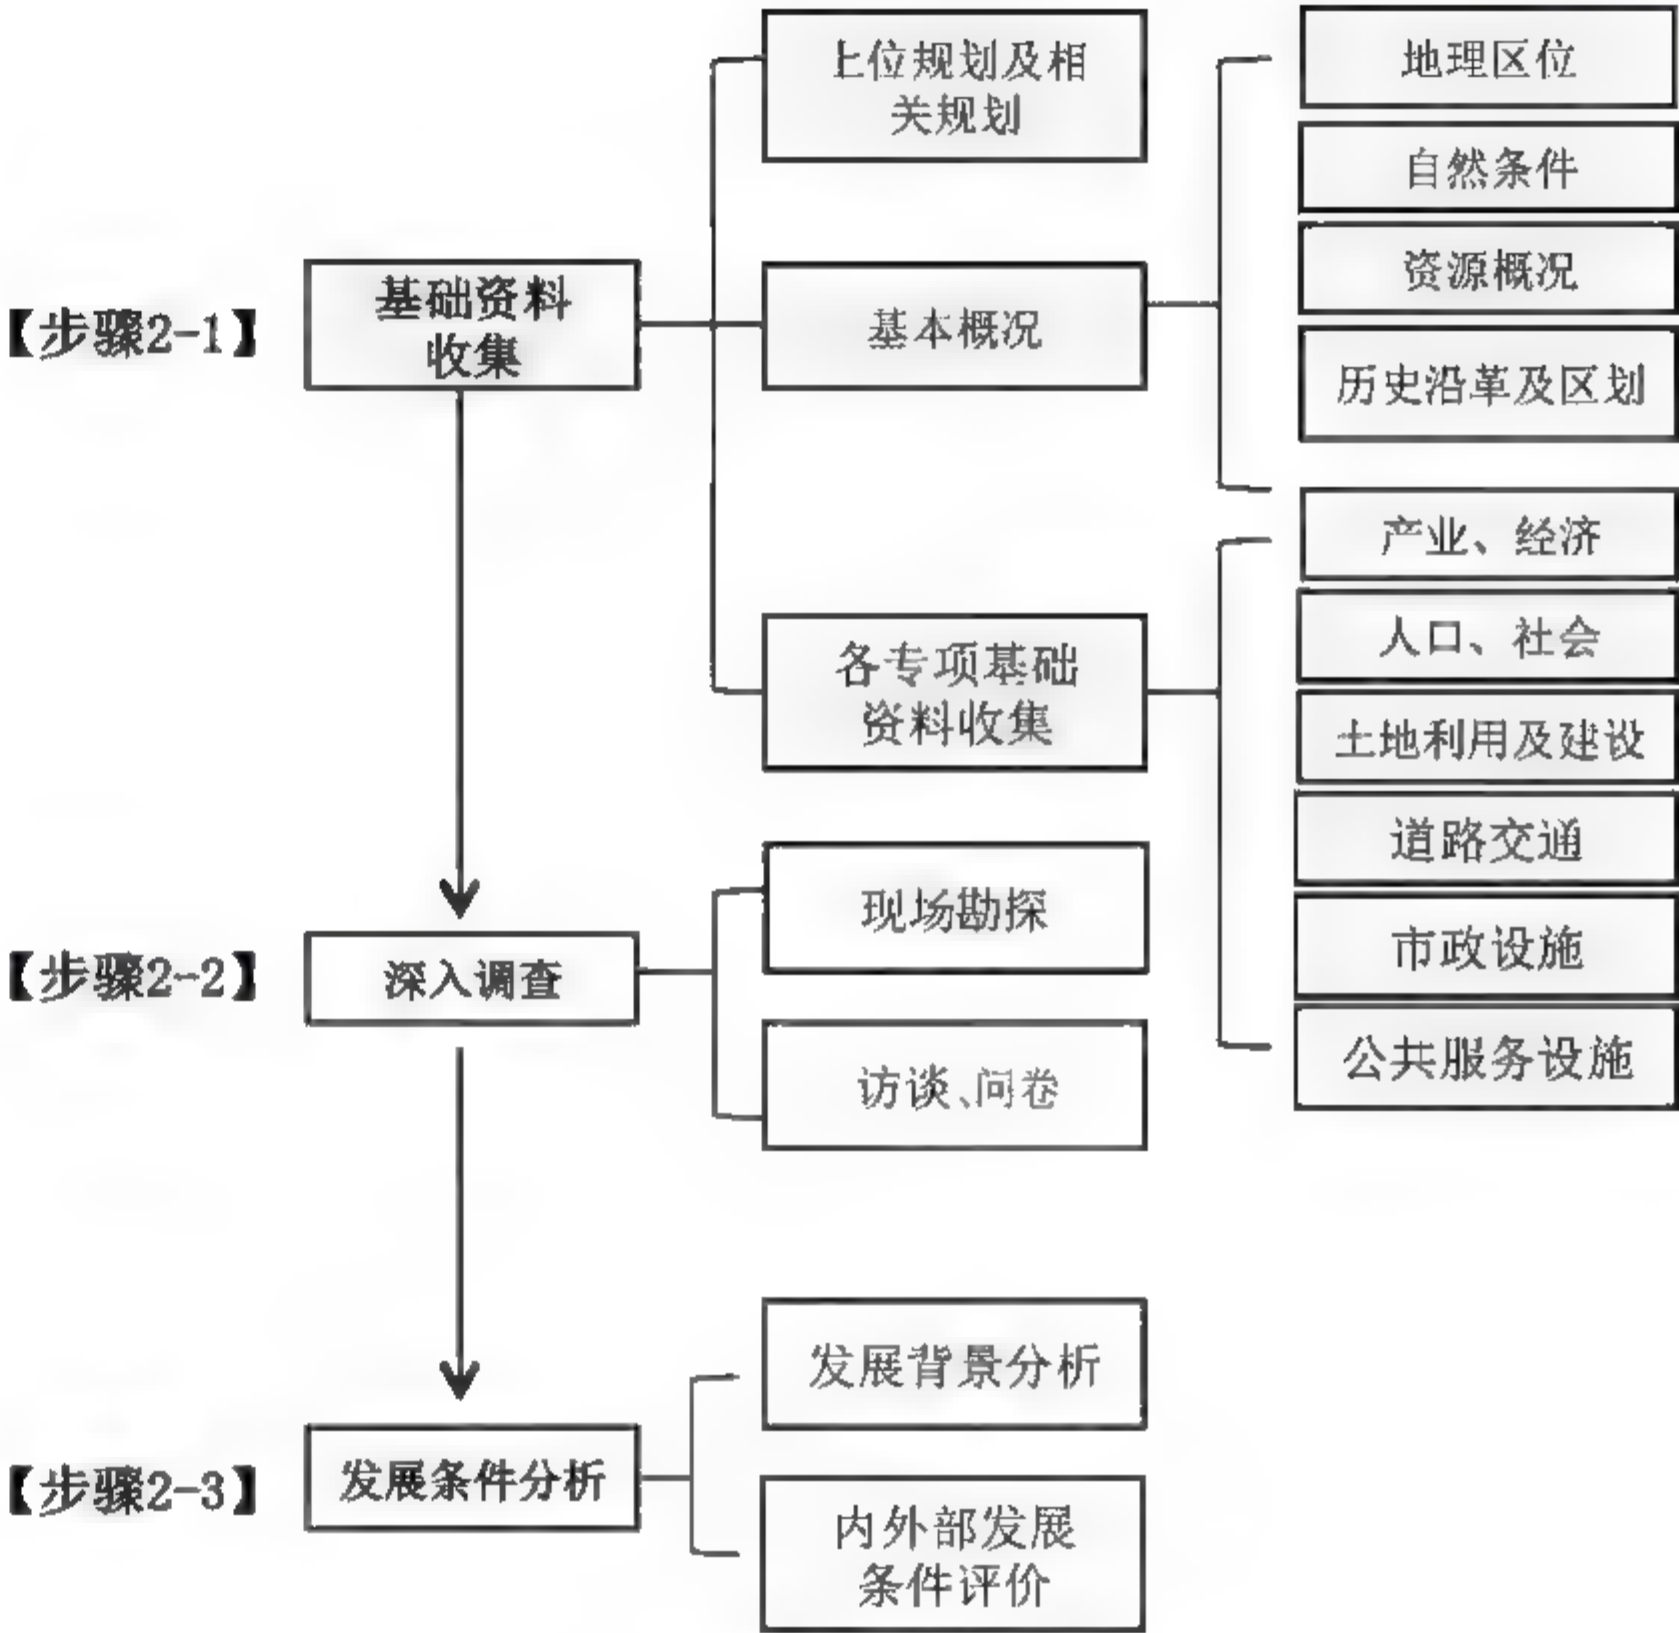 【步骤2-1】
基础资料
收集
上位规划及相
关规划
基本概况
地理区位
自然条件
资源概况
历史沿革及区划
各专项基础
资料收集
产业、经济
人口、社会
土地利用及建设
道路交通
市政设施
公共服务设施
【步骤2-2】
深入调查
现场勘探
访谈、问卷
【步骤2-3】
发展条件分析
发展背景分析
内外部发展
条件评价